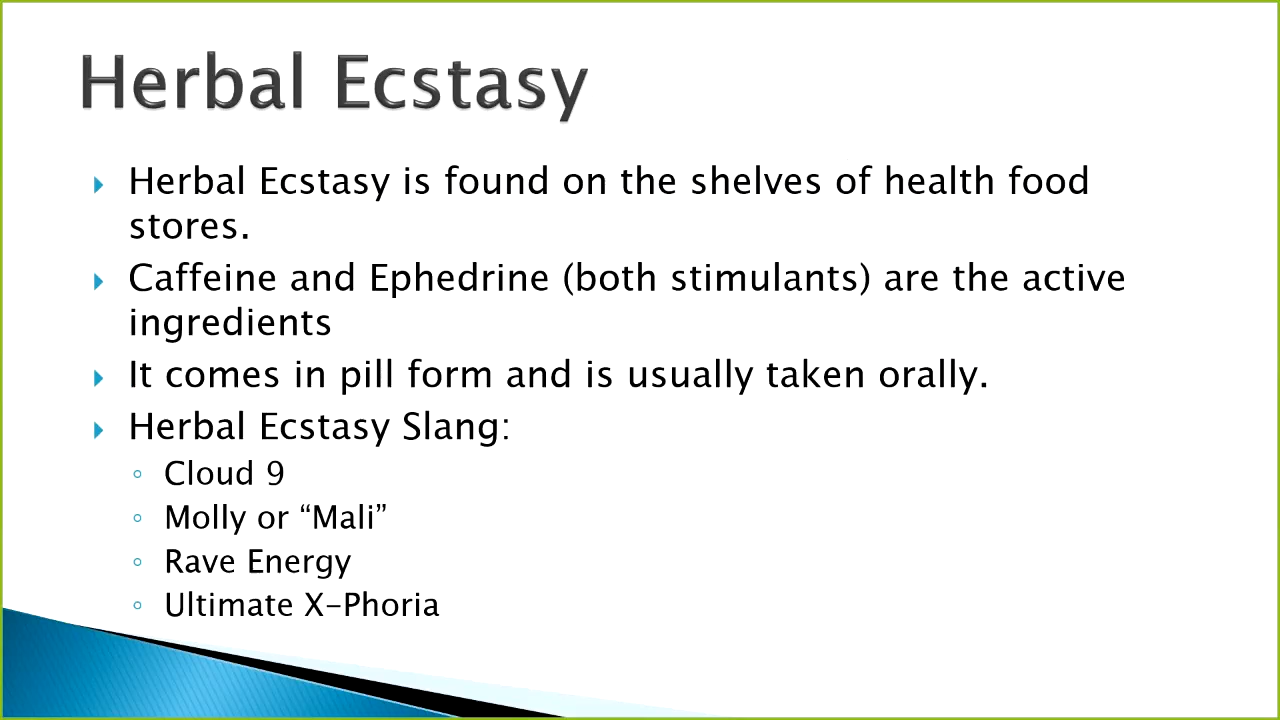 Herbal Ecstasy
Herbal Ecstasy is found on the shelves of health food
stores.
Caffeine and Ephedrine (both stimulants) are the active
ingredients
It comes in pill form and is usually taken orally.
Herbal Ecstasy Slang:
Cloud 9
Molly or “Mali”
Rave Energy
Ultimate X-Phoria